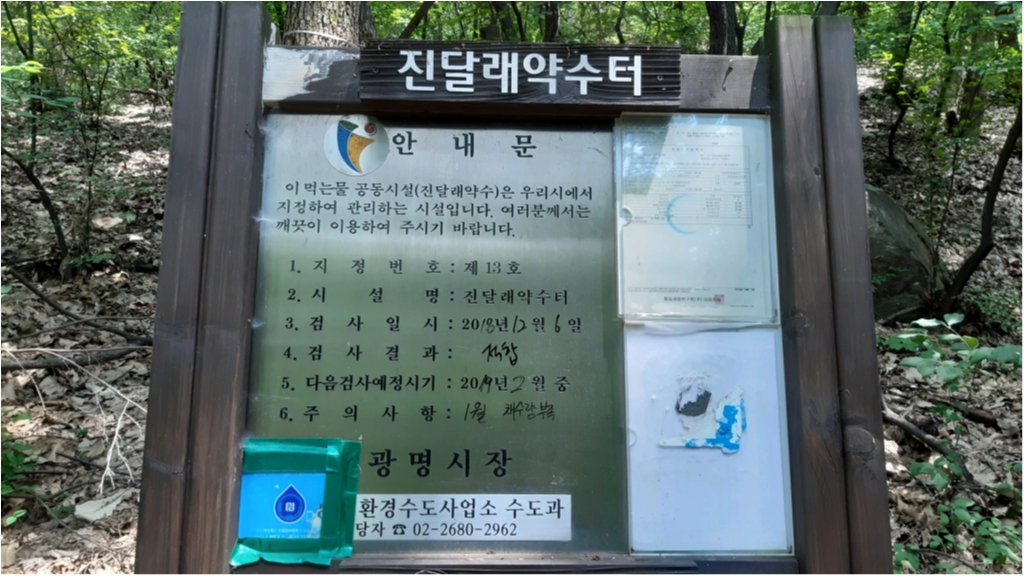 진달래약수터
안 내 문
이 먹는물 공동시설(진달래약수)은 우리시에서
지정하여 관리하는 시설입니다. 여러분께서는
깨끗이 이용하여 주시기 바랍니다.
1. 지 정 번 호 : 제 13 호
2. 시 설 명 : 진달래약수터
3. 검 사 일 시 : 2018년 12월 6일
4. 검 사 결 과 : 적합
5. 다음검사예정시기 : 2019년 2월 중
6. 주 의 사 항 : 1월 채수량부족
광 명 시 장
환경수도사업소 수도과
당자 ☎ 02-2680-2962